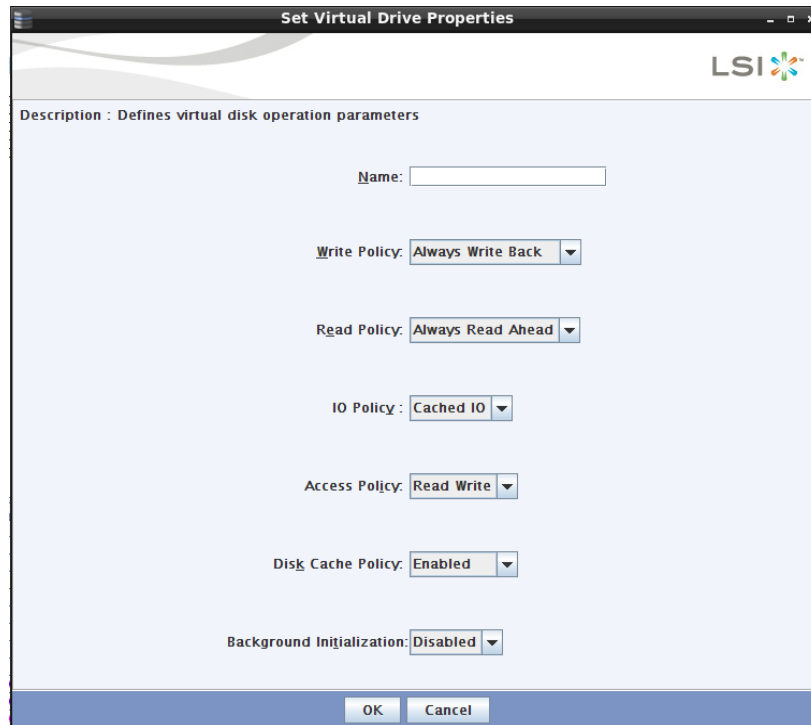 Set Virtual Drive Properties
LSI
Description : Defines virtual disk operation parameters
Name:
Write Policy: Always Write Back
Read Policy: Always Read Ahead
IO Policy : Cached IO
Access Policy: Read Write
Disk Cache Policy: Enabled
Background Initialization: Disabled
OK Cancel